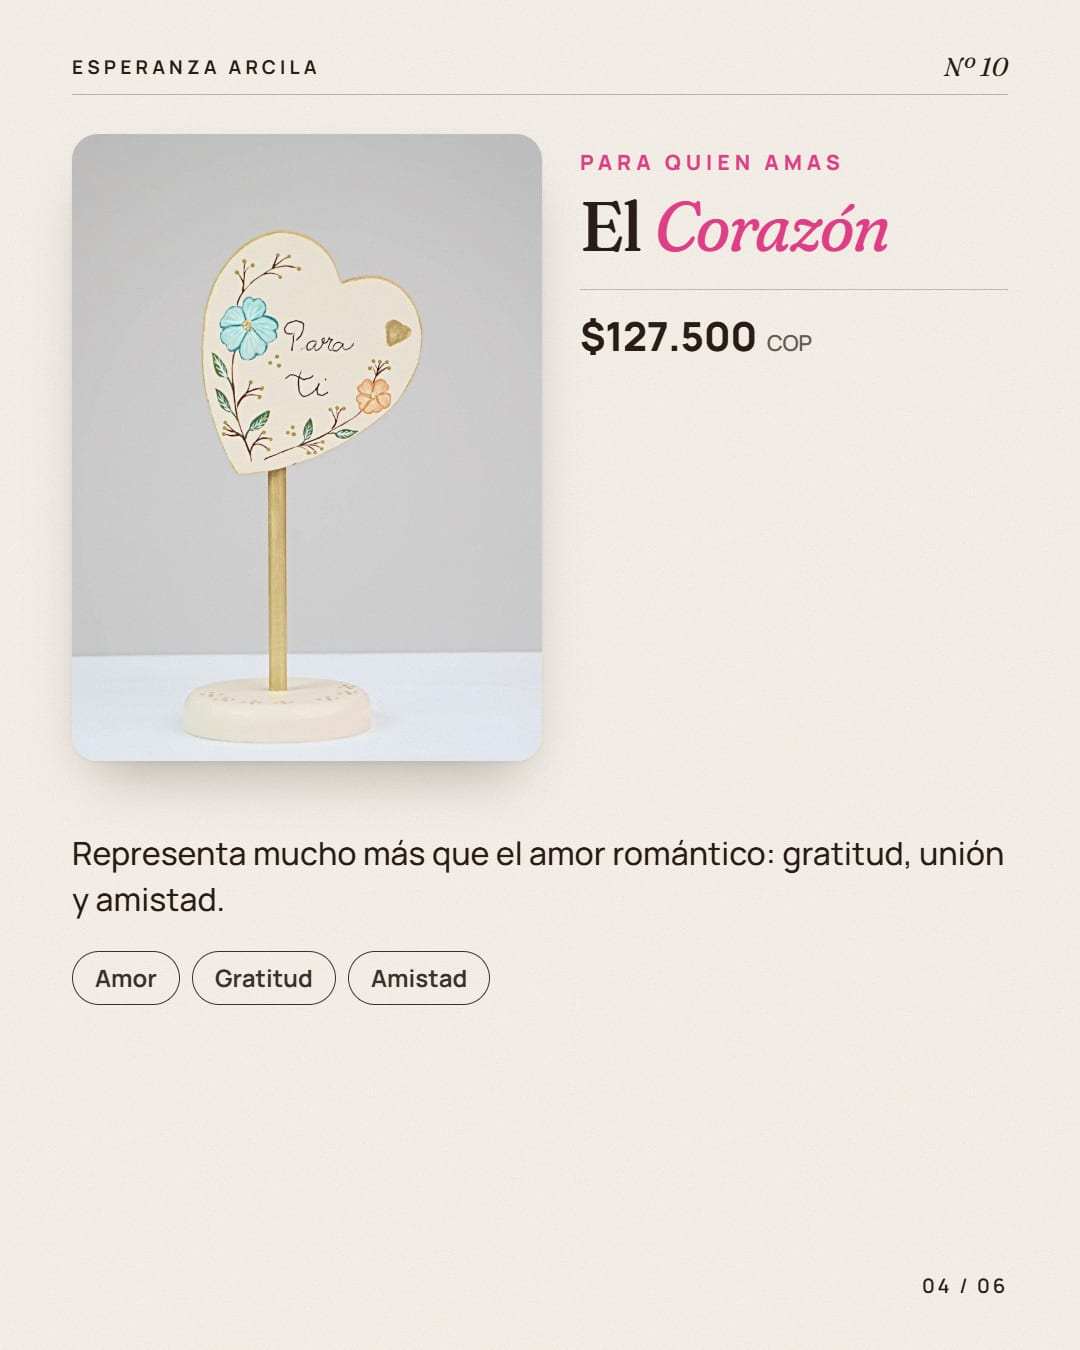 ESPERANZA ARCILA
Nº 10
PARA QUIEN AMAS
El Corazón
$127.500 COP
Para
ti
Representa mucho más que el amor romántico: gratitud, unión
y amistad.
Amor
Gratitud
Amistad
04 / 06